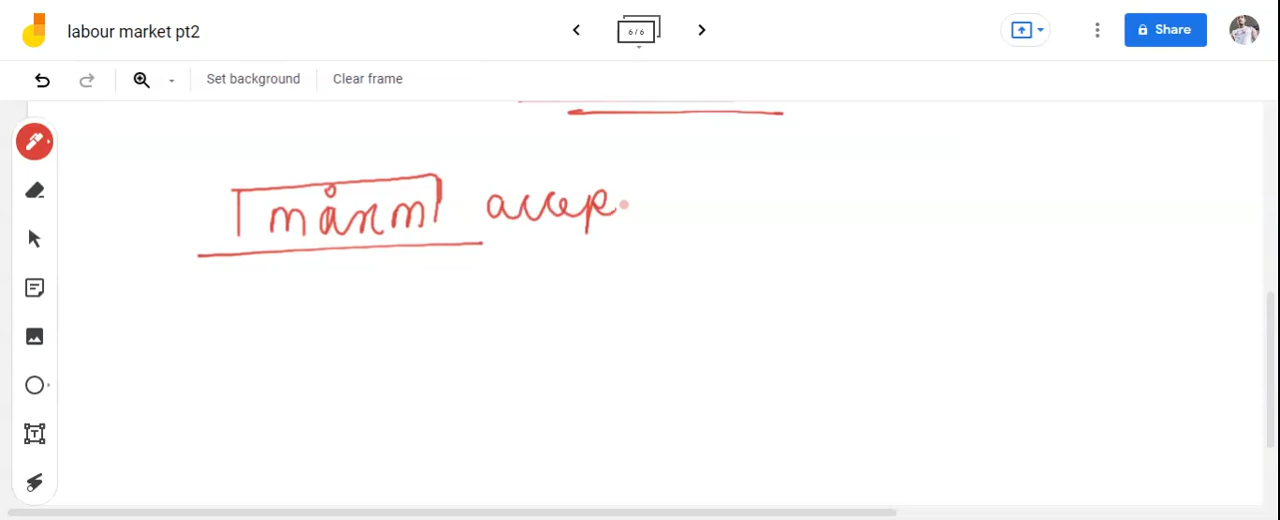 labour market pt2
6/6
Share
Set background
Clear frame
accep